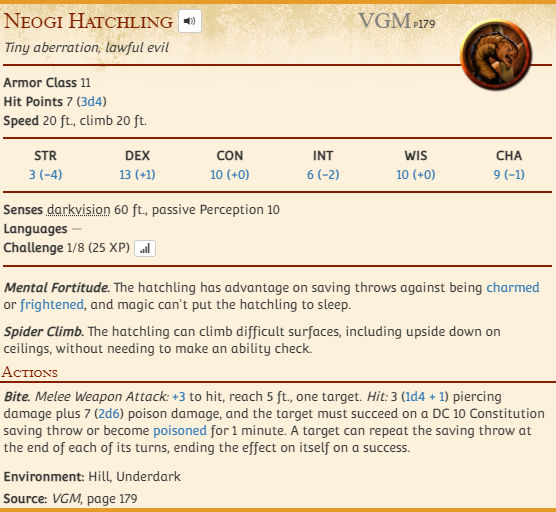 Neogi Hatchling VGM p179
Tiny aberration, lawful evil
Armor Class 11
Hit Points 7 (3d4)
Speed 20 ft., climb 20 ft.
STR DEX CON INT WIS CHA
3 (−4) 13 (+1) 10 (+0) 6 (−2) 10 (+0) 9 (−1)
Senses darkvision 60 ft., passive Perception 10
Languages —
Challenge 1/8 (25 XP)
Mental Fortitude. The hatchling has advantage on saving throws against being charmed
or frightened, and magic can't put the hatchling to sleep.
Spider Climb. The hatchling can climb difficult surfaces, including upside down on
ceilings, without needing to make an ability check.
Actions
Bite. Melee Weapon Attack: +3 to hit, reach 5 ft., one target. Hit: 3 (1d4 + 1) piercing
damage plus 7 (2d6) poison damage, and the target must succeed on a DC 10 Constitution
saving throw or become poisoned for 1 minute. A target can repeat the saving throw at
the end of each of its turns, ending the effect on itself on a success.
Environment: Hill, Underdark
Source: VGM, page 179